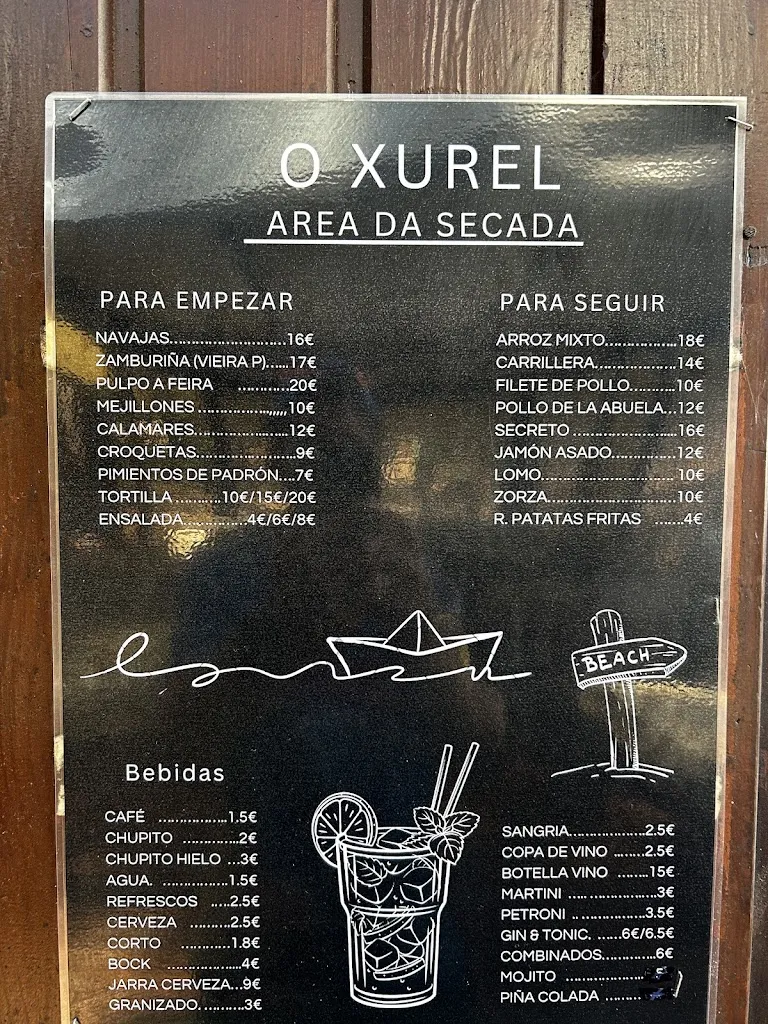 O XUREL
AREA DA SECADA
PARA EMPEZAR
NAVAJAS...........................16€
ZAMBURIÑA (VIEIRA P).....17€
PULPO A FEIRA ............20€
MEJILLONES ...............,,,,,10€
CALAMARES......................12€
CROQUETAS.......................9€
PIMIENTOS DE PADRÓN....7€
TORTILLA ...........10€/15€/20€
ENSALADA...............4€/6€/8€
PARA SEGUIR
ARROZ MIXTO.................18€
CARRILLERA...................14€
FILETE DE POLLO...........10€
POLLO DE LA ABUELA...12€
SECRETO ........................16€
JAMÓN ASADO...............12€
LOMO................................10€
ZORZA..............................10€
R. PATATAS FRITAS .......4€
BEACH
Bebidas
CAFÉ .................1.5€
CHUPITO ..............2€
CHUPITO HIELO ...3€
AGUA. ................1.5€
REFRESCOS .....2.5€
CERVEZA ..........2.5€
CORTO ............1.8€
BOCK ..................4€
JARRA CERVEZA...9€
GRANIZADO. ..........3€
SANGRIA...................2.5€
COPA DE VINO ........2.5€
BOTELLA VINO .......15€
MARTINI .. ..................3€
PETRONI .. ................3.5€
GIN & TONIC. ......6€/6.5€
COMBINADOS.............6€
MOJITO ...................
PIÑA COLADA .........